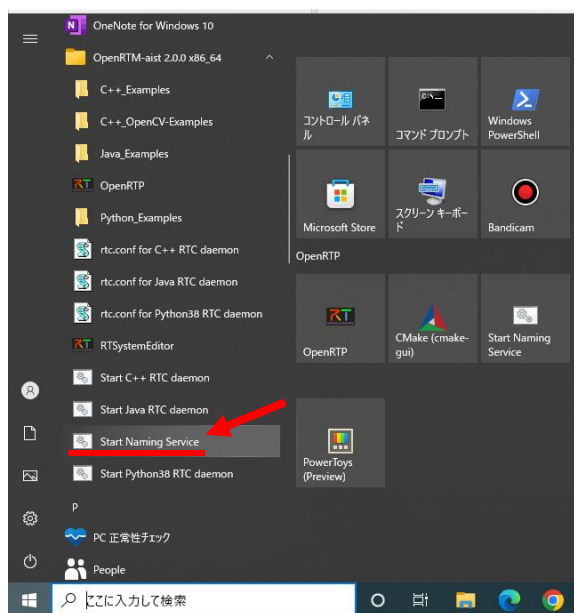 OneNote for Windows 10
OpenRTM-aist 2.0.0 x86_64
C++_Examples
C++_OpenCV-Examples
Java_Examples
OpenRTP
Python_Examples
rtc.conf for C++ RTC daemon
rtc.conf for Java RTC daemon
rtc.conf for Python38 RTC daemon
RTSystemEditor
Start C++ RTC daemon
Start Java RTC daemon
Start Naming Service
Start Python38 RTC daemon
P
PC 正常性チェック
People
コントロール パネ
ル
コマンド プロンプト
Windows
PowerShell
Microsoft Store
スクリーン キーボー
ド
Bandicam
OpenRTP
OpenRTP
CMake (cmake-
gui)
Start Naming
Service
PowerToys
(Preview)
ここに入力して検索